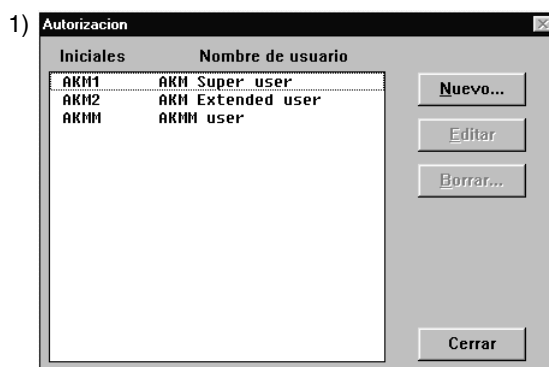 1)
Autorizacion
Iniciales Nombre de usuario
AKM1 AKM Super user
AKM2 AKM Extended user
AKMM AKMM user
Nuevo...
Editar
Borrar...
Cerrar